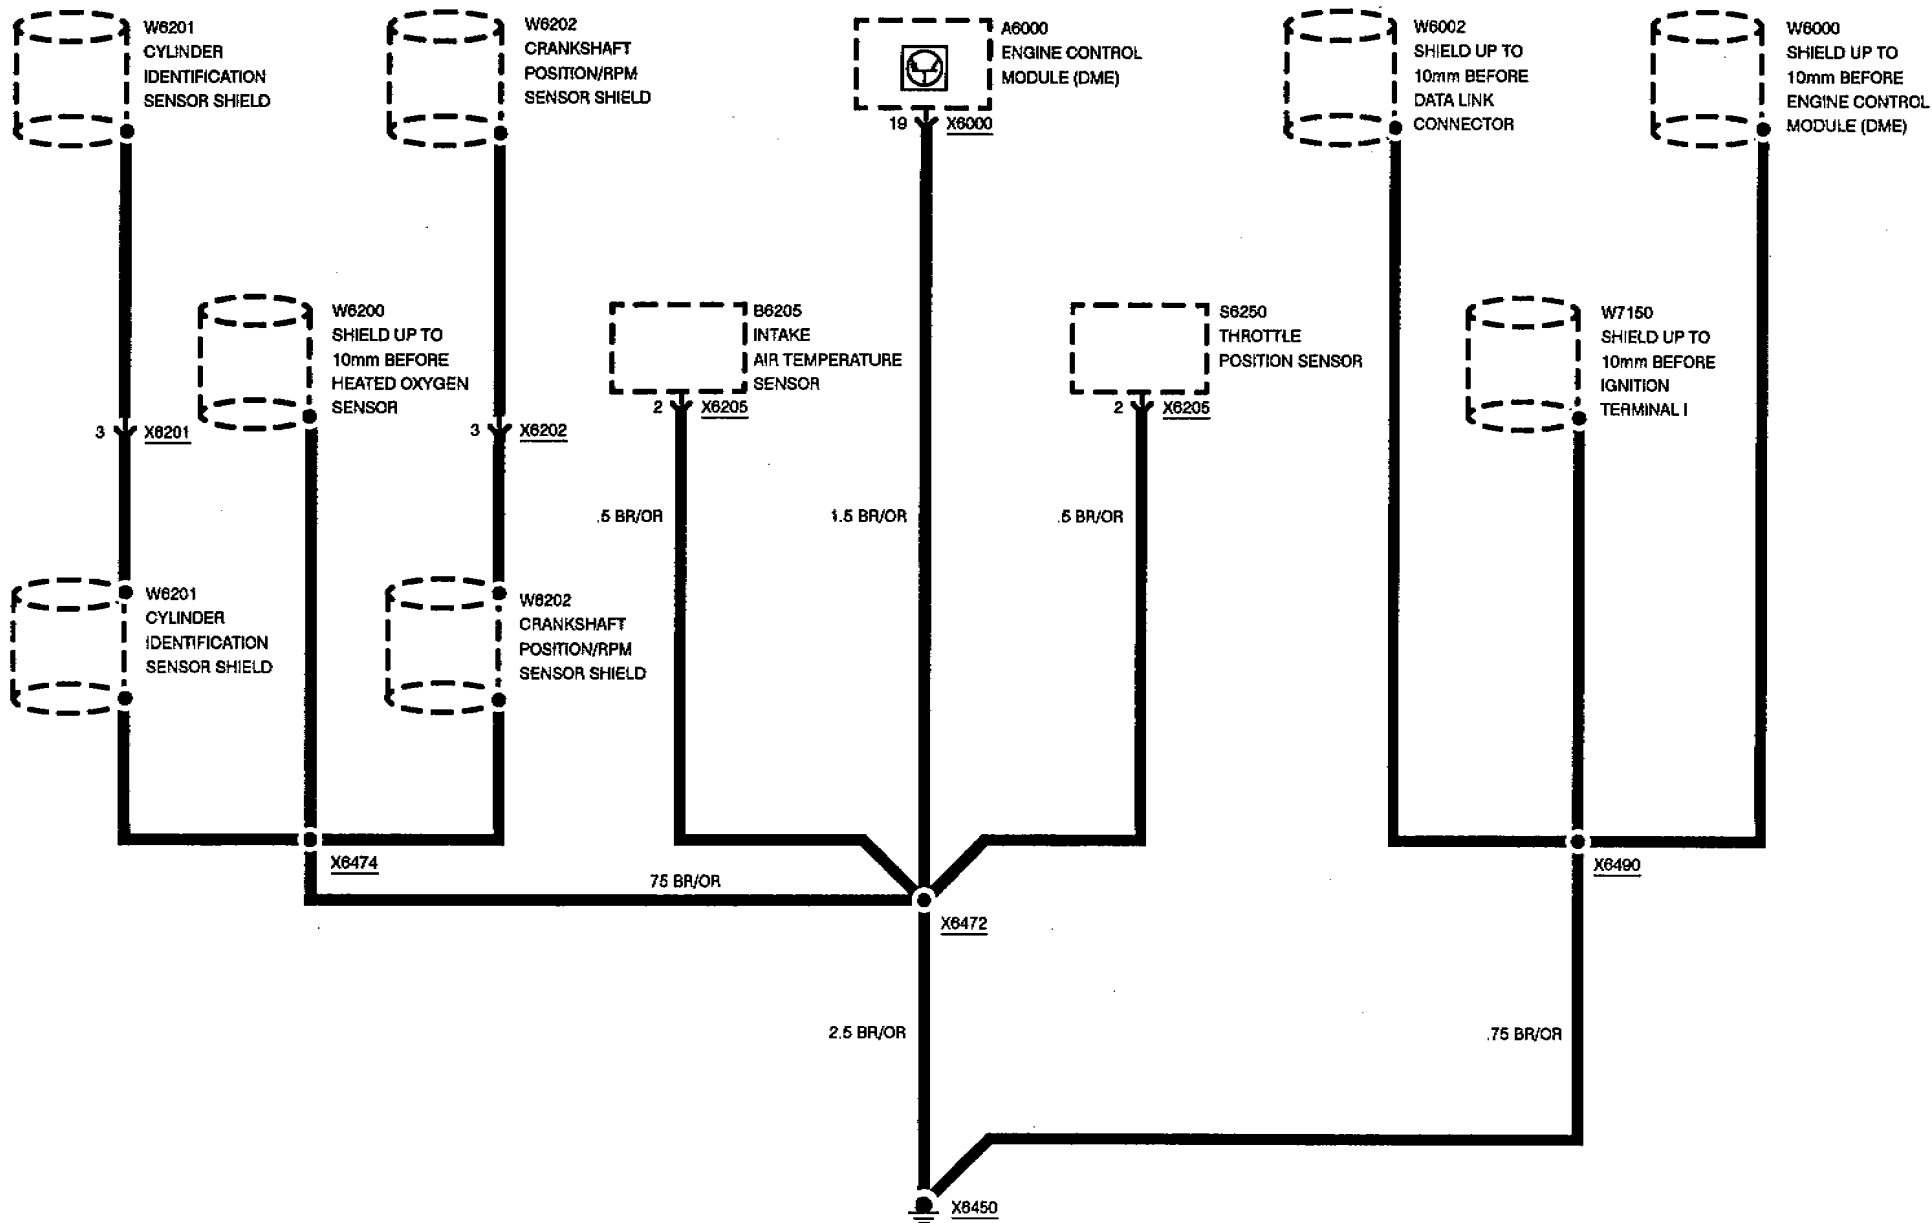 W6201
CYLINDER
IDENTIFICATION
SENSOR SHIELD
W6202
CRANKSHAFT
POSITION/RPM
SENSOR SHIELD
A6000
ENGINE CONTROL
MODULE (DME)
19 X6000
W6002
SHIELD UP TO
10mm BEFORE
DATA LINK
CONNECTOR
W6000
SHIELD UP TO
10mm BEFORE
ENGINE CONTROL
MODULE (DME)
W6200
SHIELD UP TO
10mm BEFORE
HEATED OXYGEN
SENSOR
B6205
INTAKE
AIR TEMPERATURE
SENSOR
2 X6205
S6250
THROTTLE
POSITION SENSOR
2 X6205
W7150
SHIELD UP TO
10mm BEFORE
IGNITION
TERMINAL I
3 X6201
3 X6202
.5 BR/OR
1.5 BR/OR
.5 BR/OR
W6201
CYLINDER
IDENTIFICATION
SENSOR SHIELD
W6202
CRANKSHAFT
POSITION/RPM
SENSOR SHIELD
X6474
75 BR/OR
X6472
X6490
2.5 BR/OR
.75 BR/OR
X6450